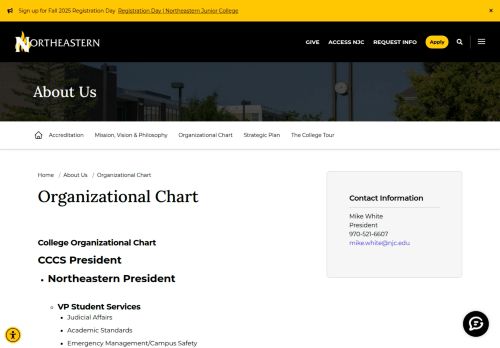 Sign up for Fall 2025 Registration Day Registration Day | Northeastern Junior College ×
NORTHEASTERN
GIVE ACCESS NJC REQUEST INFO Apply
About Us
Accreditation Mission, Vision & Philosophy Organizational Chart Strategic Plan The College Tour
Home / About Us / Organizational Chart
Organizational Chart
Contact Information
Mike White
President
970-521-6607
mike.white@njc.edu
College Organizational Chart
CCCS President
Northeastern President
VP Student Services
Judicial Affairs
Academic Standards
Emergency Management/Campus Safety